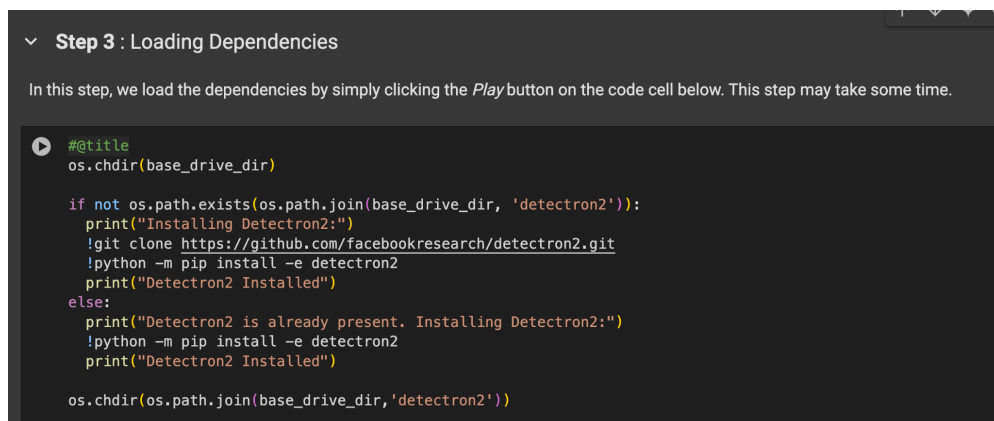 Step 3 : Loading Dependencies
In this step, we load the dependencies by simply clicking the Play button on the code cell below. This step may take some time.
#@title
os.chdir(base_drive_dir)
if not os.path.exists(os.path.join(base_drive_dir, 'detectron2')):
print("Installing Detectron2:")
!git clone https://github.com/facebookresearch/detectron2.git
!python -m pip install -e detectron2
print("Detectron2 Installed")
else:
print("Detectron2 is already present. Installing Detectron2:")
!python -m pip install -e detectron2
print("Detectron2 Installed")
os.chdir(os.path.join(base_drive_dir,'detectron2'))